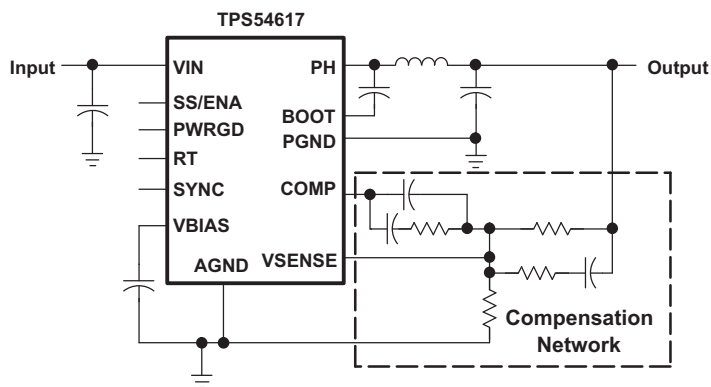 TPS54617
Input
VIN
PH
Output
SS/ENA
BOOT
PWRGD
PGND
RT
SYNC
COMP
VBIAS
VSENSE
AGND
Compensation
Network